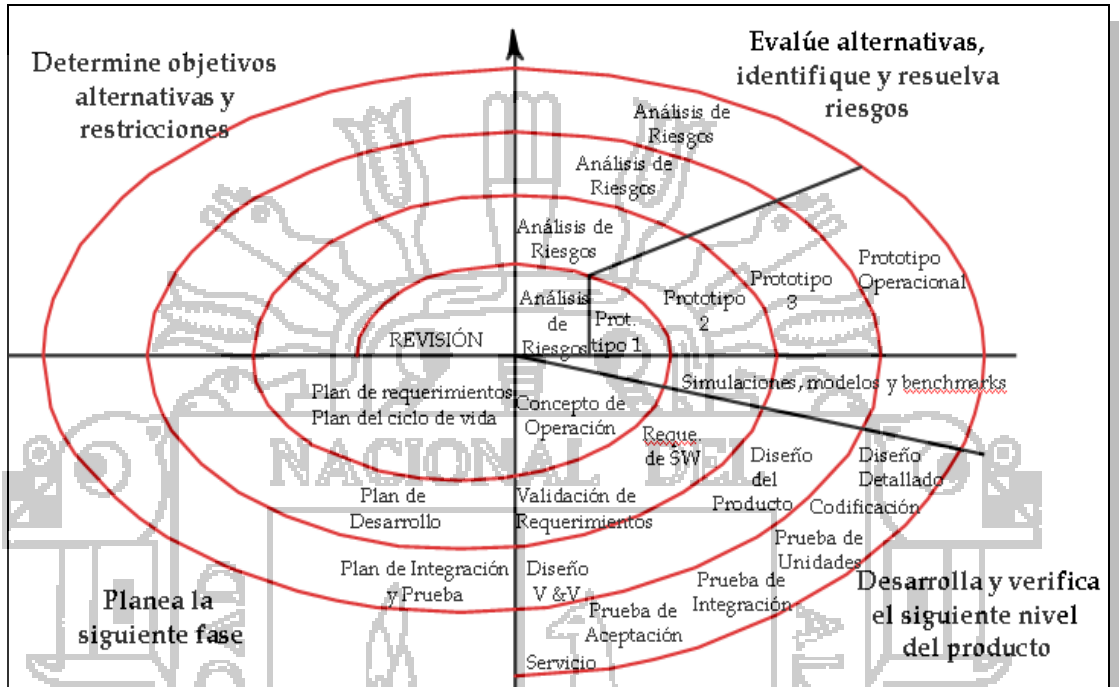 Determine objetivos
alternativas y
restricciones
Evalúe alternativas,
identifique y resuelva
riesgos
Análisis de
Riesgos
Análisis de
Riesgos
Análisis de
Riesgos
Análisis
de
Riesgos
Prot.
tipo 1
Prototipo
2
Prototipo
3
Prototipo
Operacional
REVISIÓN
Simulaciones, modelos y benchmarks
Plan de requerimientos
Plan del ciclo de vida
Concepto de
Operación
Reque.
de SW
Diseño
del
Producto
Diseño
Detallado
NACIONAL DEL
Plan de
Desarrollo
Validación de
Requerimientos
Codificación
Prueba de
Unidades
Plan de Integración
y Prueba
Diseño
V &V
Prueba de
Integración
Prueba de
Aceptación
Servicio
Planea la
siguiente fase
Desarrolla y verifica
el siguiente nivel
del producto